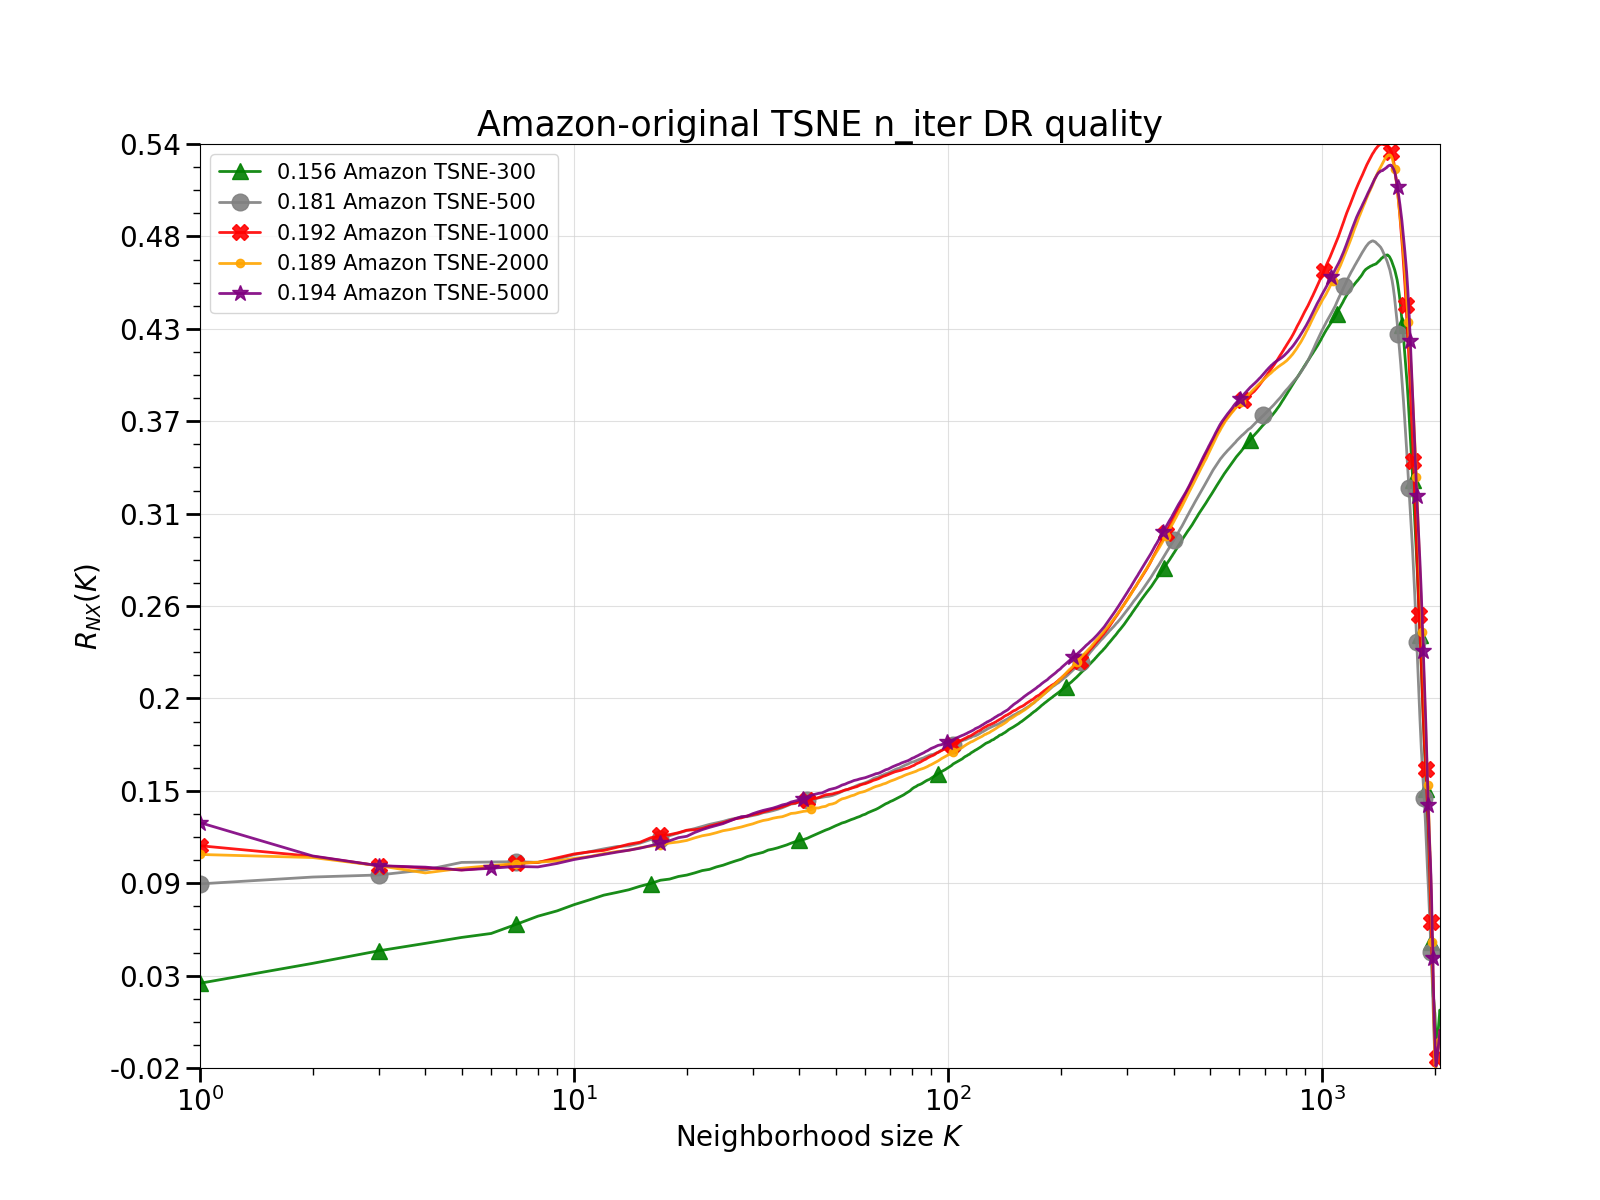 Amazon-original TSNE n_iter DR quality
0.54
0.48
0.43
0.37
0.31
0.26
0.2
0.15
0.09
0.03
-0.02
R_{NX}(K)
0.156 Amazon TSNE-300
0.181 Amazon TSNE-500
0.192 Amazon TSNE-1000
0.189 Amazon TSNE-2000
0.194 Amazon TSNE-5000
10^0 10^1 10^2 10^3
Neighborhood size K